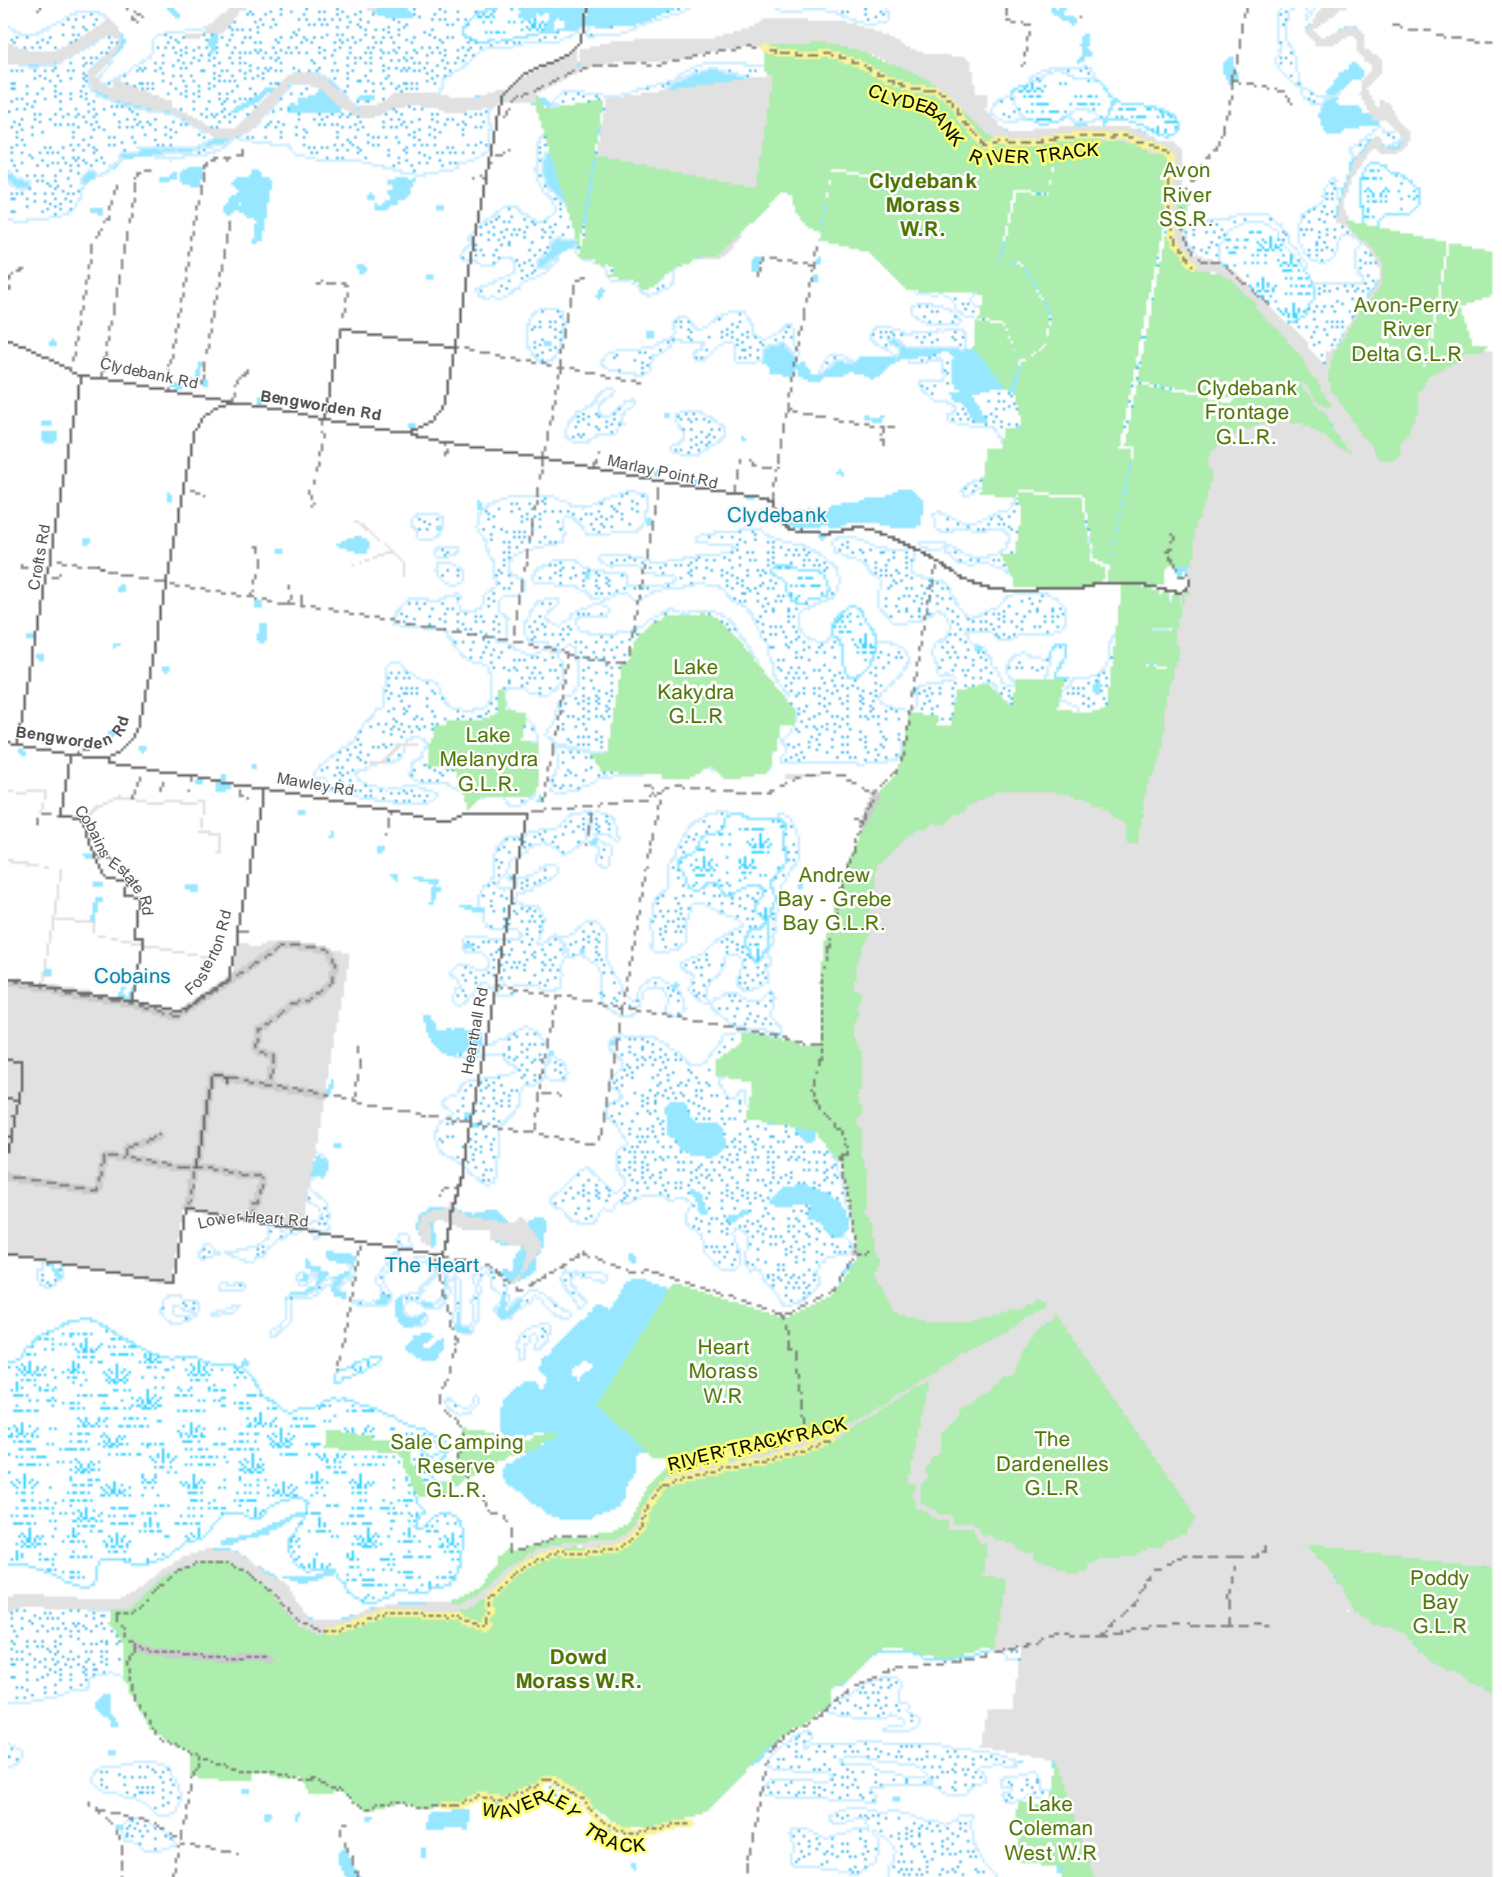 CLYDEBANK RIVER TRACK
Clydebank
Morass
W.R.
Avon
River
SS.R.
Avon-Perry
River
Delta G.L.R
Clydebank Rd
Bengworden Rd
Clydebank
Frontage
G.L.R.
Marlay Point Rd
Clydebank
Crofts Rd
Lake
Kakydra
G.L.R
Bengworden Rd
Lake
Melanydra
G.L.R.
Mawley Rd
Cobains Estate Rd
Andrew
Bay - Grebe
Bay G.L.R.
Fosterton Rd
Cobains
Hearthall Rd
Lower Heart Rd
The Heart
Heart
Morass
W.R
Sale Camping
Reserve
G.L.R.
RIVER TRACK TRACK
The
Dardenelles
G.L.R
Poddy
Bay
G.L.R
Dowd
Morass W.R.
WAVERLEY TRACK
Lake
Coleman
West W.R